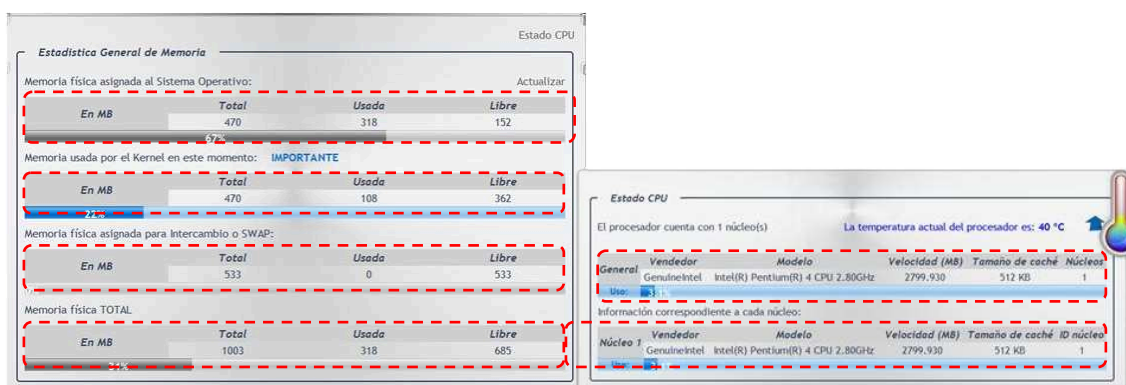 Estado CPU
Estadistica General de Memoria
Memoria física asignada al Sistema Operativo: Actualizar
En MB Total Usada Libre
470 318 152
67%
Memoria usada por el Kernel en este momento: IMPORTANTE
En MB Total Usada Libre
470 108 362
22%
Memoria física asignada para Intercambio o SWAP:
En MB Total Usada Libre
533 0 533
Memoria física TOTAL
En MB Total Usada Libre
1003 318 685
Estado CPU
El procesador cuenta con 1 núcleo(s) La temperatura actual del procesador es: 40 °C
General Vendedor Modelo Velocidad (MB) Tamaño de caché Núcleos
GenuineIntel Intel(R) Pentium(R) 4 CPU 2.80GHz 2799.930 512 KB 1
Uso:
Información correspondiente a cada núcleo:
Núcleo 1 Vendedor Modelo Velocidad (MB) Tamaño de caché ID núcleo
GenuineIntel Intel(R) Pentium(R) 4 CPU 2.80GHz 2799.930 512 KB 1
Uso: